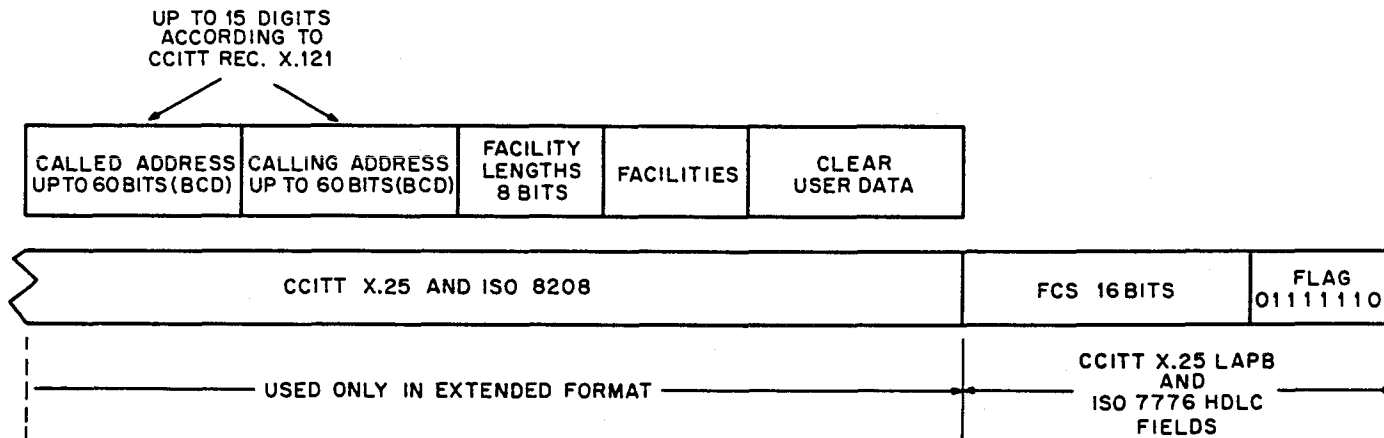 UP TO 15 DIGITS
ACCORDING TO
CCITT REC. X.121
CALLED ADDRESS
UP TO 60 BITS (BCD)
CALLING ADDRESS
UP TO 60 BITS (BCD)
FACILITY
LENGTHS
8 BITS
FACILITIES
CLEAR
USER DATA
CCITT X.25 AND ISO 8208
FCS 16 BITS
FLAG
01111110
USED ONLY IN EXTENDED FORMAT
CCITT X.25 LAPB
AND
ISO 7776 HDLC
FIELDS